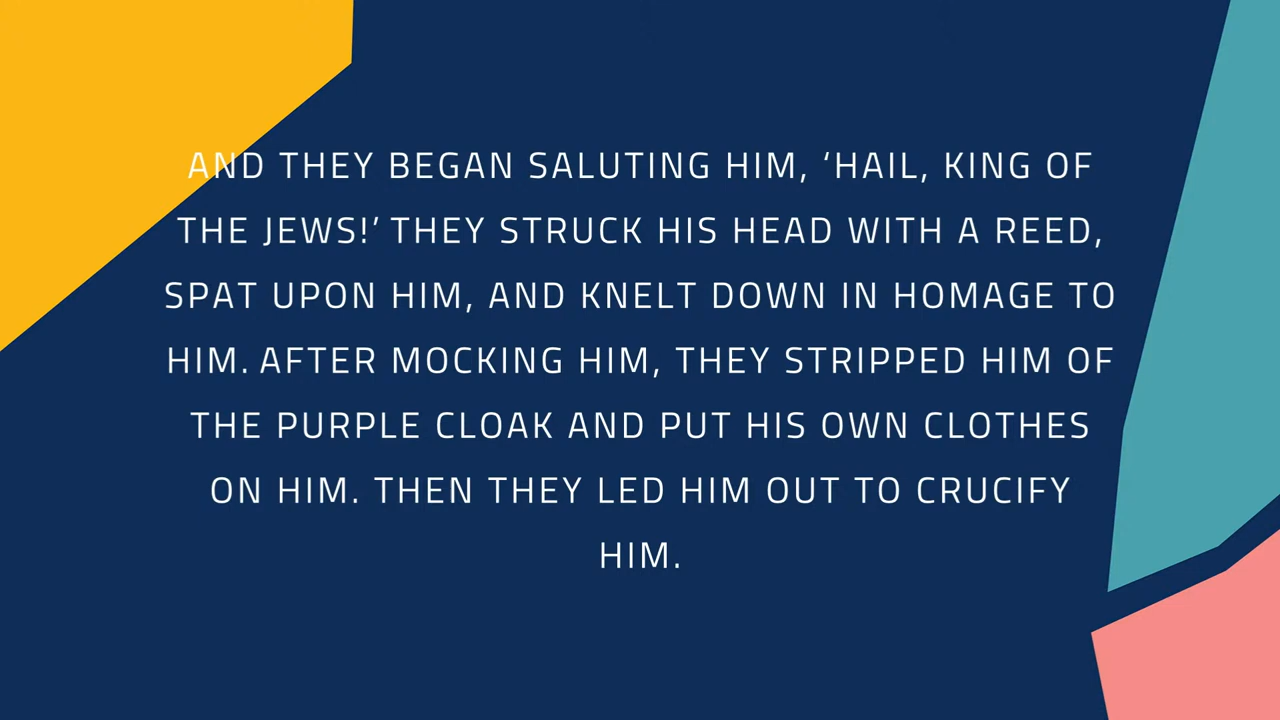 AND THEY BEGAN SALUTING HIM, ‘HAIL, KING OF
THE JEWS!’ THEY STRUCK HIS HEAD WITH A REED,
SPAT UPON HIM, AND KNELT DOWN IN HOMAGE TO
HIM. AFTER MOCKING HIM, THEY STRIPPED HIM OF
THE PURPLE CLOAK AND PUT HIS OWN CLOTHES
ON HIM. THEN THEY LED HIM OUT TO CRUCIFY
HIM.